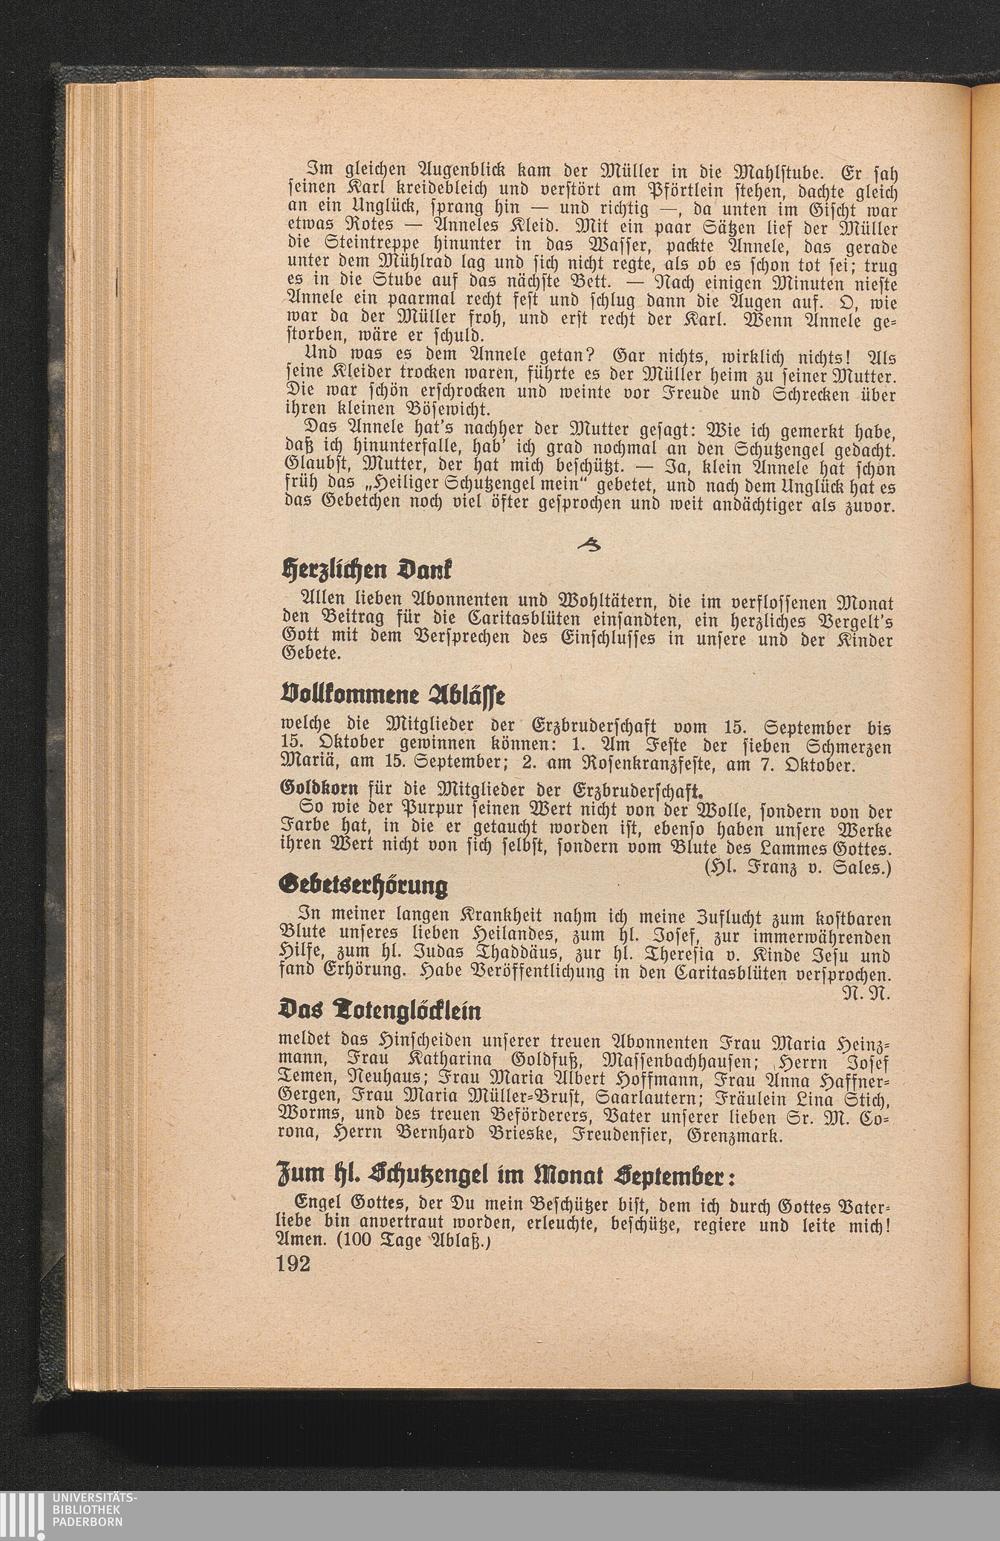 Im gleichen Augenblick kam der Müller in die Mahlstube. Er sah
seinen Karl kreidebleich und verstört am Pförtlein stehen, dachte gleich
an ein Unglück, sprang hin — und richtig —, da unten im Gischt war
etwas Rotes — Anneles Kleid. Mit ein paar Sätzen lief der Müller
die Steintreppe hinunter in das Wasser, packte Annele, das gerade
unter dem Mühlrad lag und sich nicht regte, als ob es schon tot sei; trug
es in die Stube auf das nächste Bett. — Nach einigen Minuten nieste
Annele ein paarmal recht fest und schlug dann die Augen auf. O, wie
war da der Müller froh, und erst recht der Karl. Wenn Annele ge-
storben, wäre er schuld.
Und was es dem Annele getan? Gar nichts, wirklich nichts! Als
seine Kleider trocken waren, führte es der Müller heim zu seiner Mutter.
Die war schön erschrocken und weinte vor Freude und Schrecken über
ihren kleinen Bösewicht.
Das Annele hat's nachher der Mutter gesagt: Wie ich gemerkt habe,
daß ich hinunterfalle, hab' ich grad nochmal an den Schutzengel gedacht.
Glaubst, Mutter, der hat mich beschützt. — Ja, klein Annele hat schon
früh das „Heiliger Schutzengel mein“ gebetet, und nach dem Unglück hat es
das Gebetchen noch viel öfter gesprochen und weit andächtiger als zuvor.
Herzlichen Dank
Allen lieben Abonnenten und Wohltätern, die im verflossenen Monat
den Beitrag für die Caritasblüten einsandten, ein herzliches Vergelt's
Gott mit dem Versprechen des Einschlusses in unsere und der Kinder
Gebete.
Vollkommene Ablässe
welche die Mitglieder der Erzbruderschaft vom 15. September bis
15. Oktober gewinnen können: 1. Am Feste der sieben Schmerzen
Mariä, am 15. September; 2. am Rosenkranzfeste, am 7. Oktober.
Goldkorn für die Mitglieder der Erzbruderschaft.
So wie der Purpur seinen Wert nicht von der Wolle, sondern von der
Farbe hat, in die er getaucht worden ist, ebenso haben unsere Werke
ihren Wert nicht von sich selbst, sondern vom Blute des Lammes Gottes.
(Hl. Franz v. Sales.)
Gebetserhörung
In meiner langen Krankheit nahm ich meine Zuflucht zum kostbaren
Blute unseres lieben Heilandes, zum hl. Josef, zur immerwährenden
Hilfe, zum hl. Judas Thaddäus, zur hl. Theresia v. Kinde Jesu und
fand Erhörung. Habe Veröffentlichung in den Caritasblüten versprochen.
N. N.
Das Totenglöcklein
meldet das Hinscheiden unserer treuen Abonnenten Frau Maria Heinz-
mann, Frau Katharina Goldfuß, Massenbachhausen; Herrn Josef
Temen, Neuhaus; Frau Maria Albert Hoffmann, Frau Anna Haffner-
Gergen, Frau Maria Müller-Brust, Saarlautern; Fräulein Lina Stich,
Worms, und des treuen Beförderers, Vater unserer lieben Sr. M. Co-
rona, Herrn Bernhard Brieske, Freudenfier, Grenzmark.
Zum hl. Schutzengel im Monat September:
Engel Gottes, der Du mein Beschützer bist, dem ich durch Gottes Vater-
liebe bin anvertraut worden, erleuchte, beschütze, regiere und leite mich!
Amen. (100 Tage Ablaß.)
192
UNIVERSITÄTS-
BIBLIOTHEK
PADERBORN